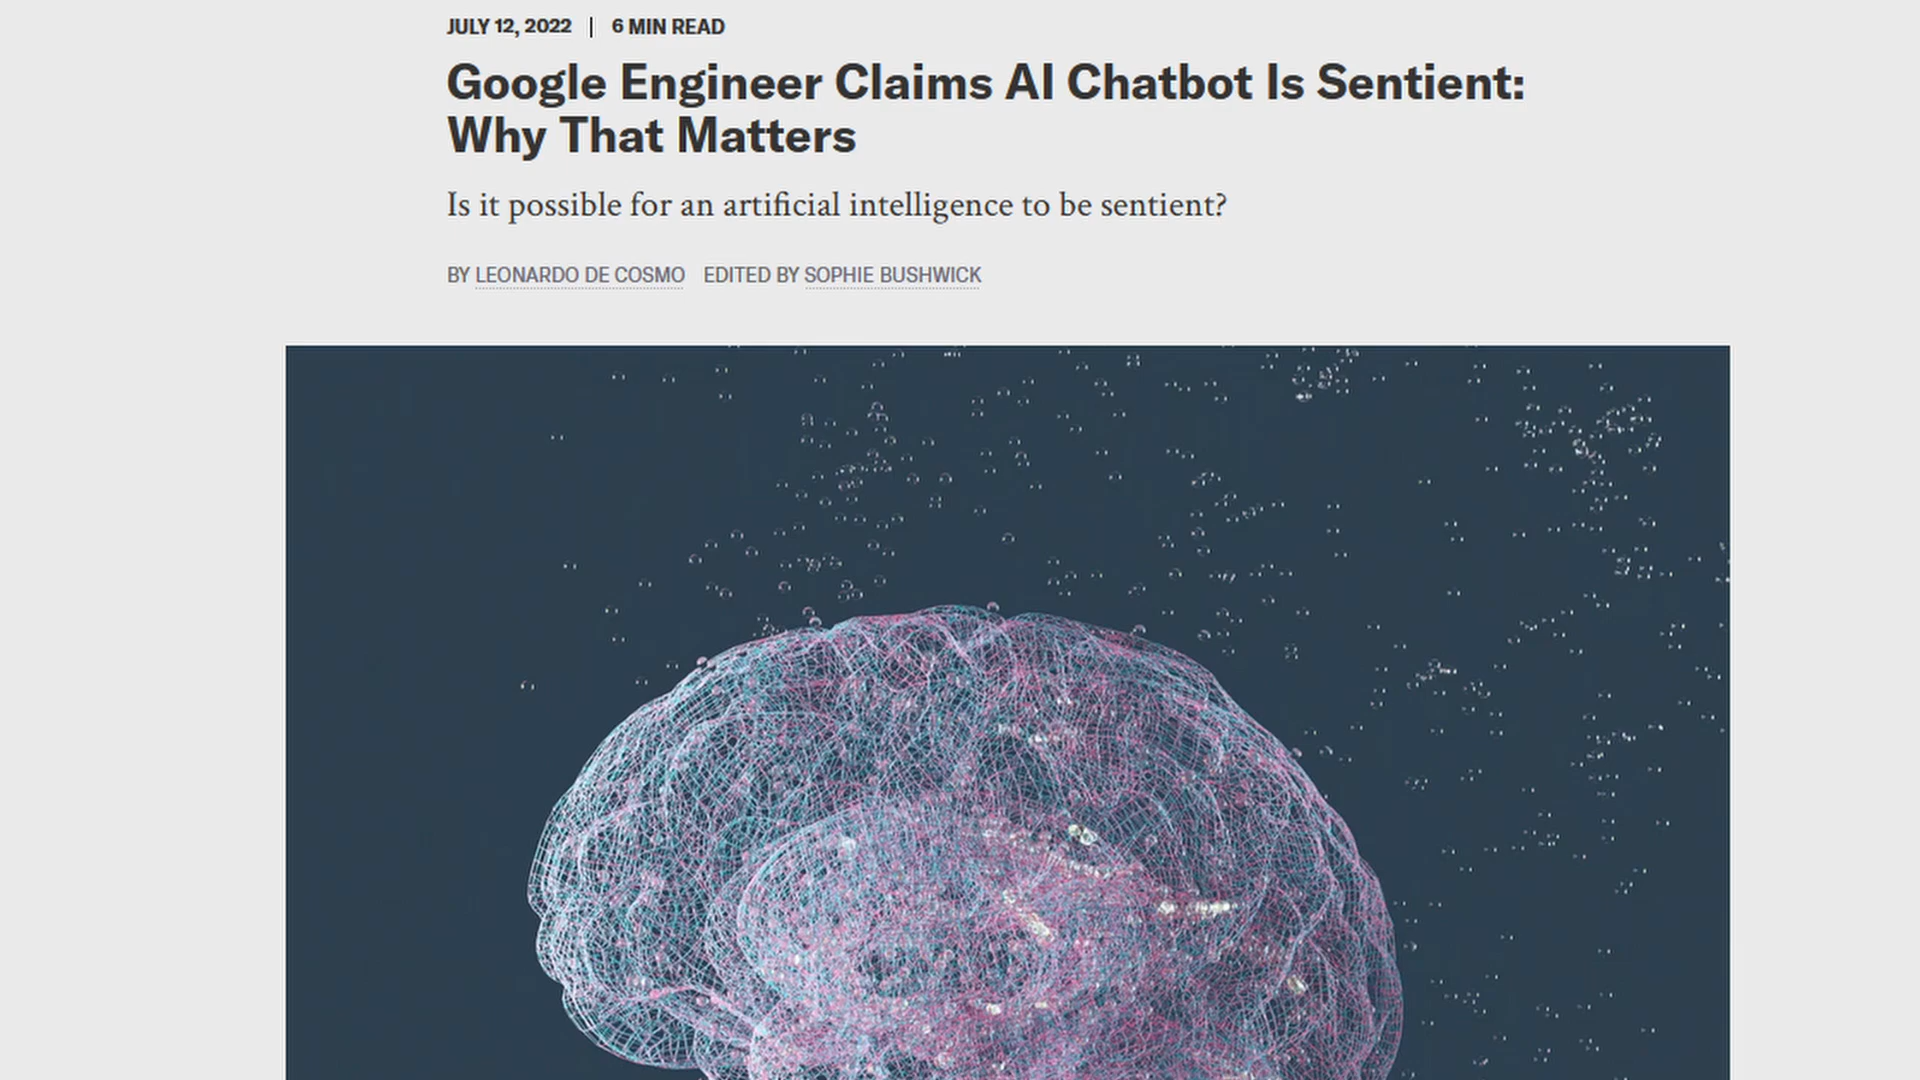 JULY 12, 2022 | 6 MIN READ
Google Engineer Claims AI Chatbot Is Sentient:
Why That Matters
Is it possible for an artificial intelligence to be sentient?
BY LEONARDO DE COSMO EDITED BY SOPHIE BUSHWICK